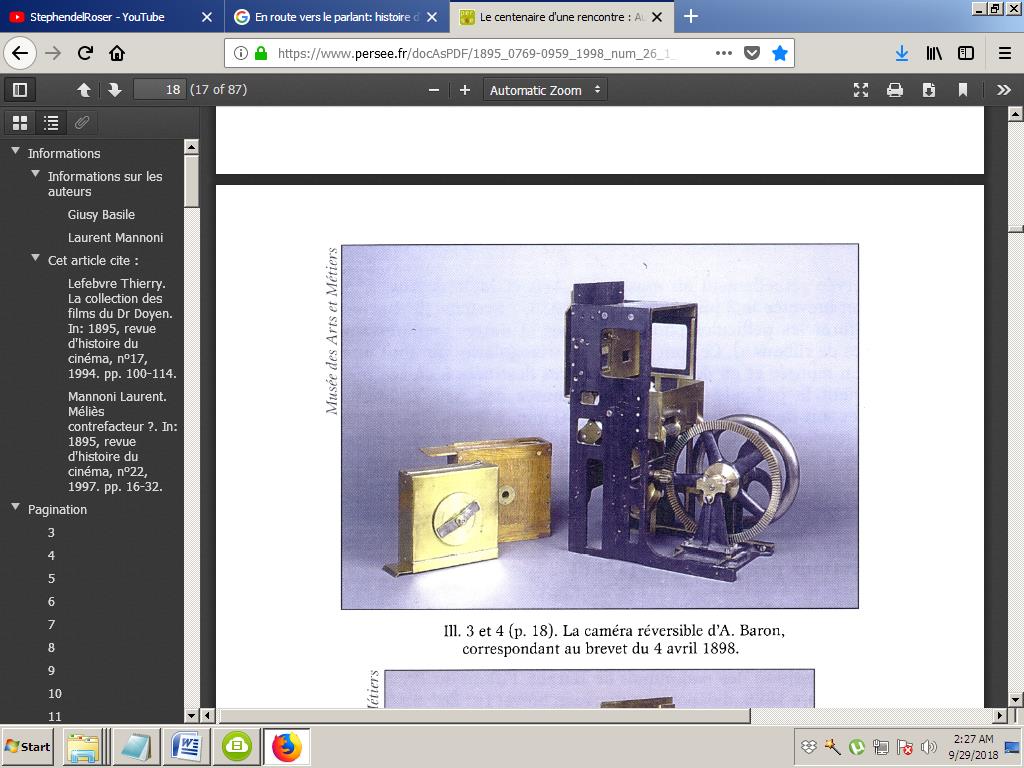 StephendelRoser - YouTube
En route vers le parlant: histoire d
Le centenaire d'une rencontre : Au
https://www.persee.fr/docAsPDF/1895_0769-0959_1998_num_26_1_
18 (17 of 87)
Automatic Zoom
Informations
Informations sur les
auteurs
Giusy Basile
Laurent Mannoni
Cet article cite :
Lefebvre Thierry.
La collection des
films du Dr Doyen.
In: 1895, revue
d'histoire du
cinéma, n°17,
1994. pp. 100-114.
Mannoni Laurent.
Méliès
contrefacteur ?. In:
1895, revue
d'histoire du
cinéma, n°22,
1997. pp. 16-32.
Pagination
3
4
5
6
7
8
9
10
11
Musée des Arts et Métiers
Ill. 3 et 4 (p. 18). La caméra réversible d'A. Baron,
correspondant au brevet du 4 avril 1898.
Métiers
Start
2:27 AM
9/29/2018